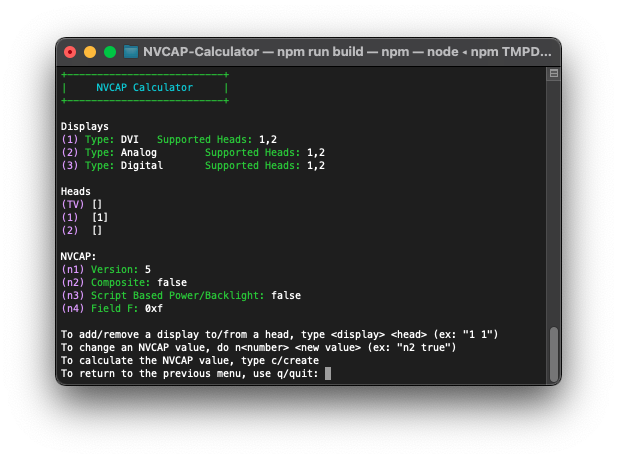 NVCAP-Calculator — npm run build — npm — node ◂ npm TMPD...
+--------------------------+
|     NVCAP Calculator     |
+--------------------------+
Displays
(1) Type: DVI   Supported Heads: 1,2
(2) Type: Analog        Supported Heads: 1,2
(3) Type: Digital       Supported Heads: 1,2
Heads
(TV) []
(1)  [1]
(2)  []
NVCAP:
(n1) Version: 5
(n2) Composite: false
(n3) Script Based Power/Backlight: false
(n4) Field F: 0xf
To add/remove a display to/from a head, type <display> <head> (ex: "1 1")
To change an NVCAP value, do n<number> <new value> (ex: "n2 true")
To calculate the NVCAP value, type c/create
To return to the previous menu, use q/quit: